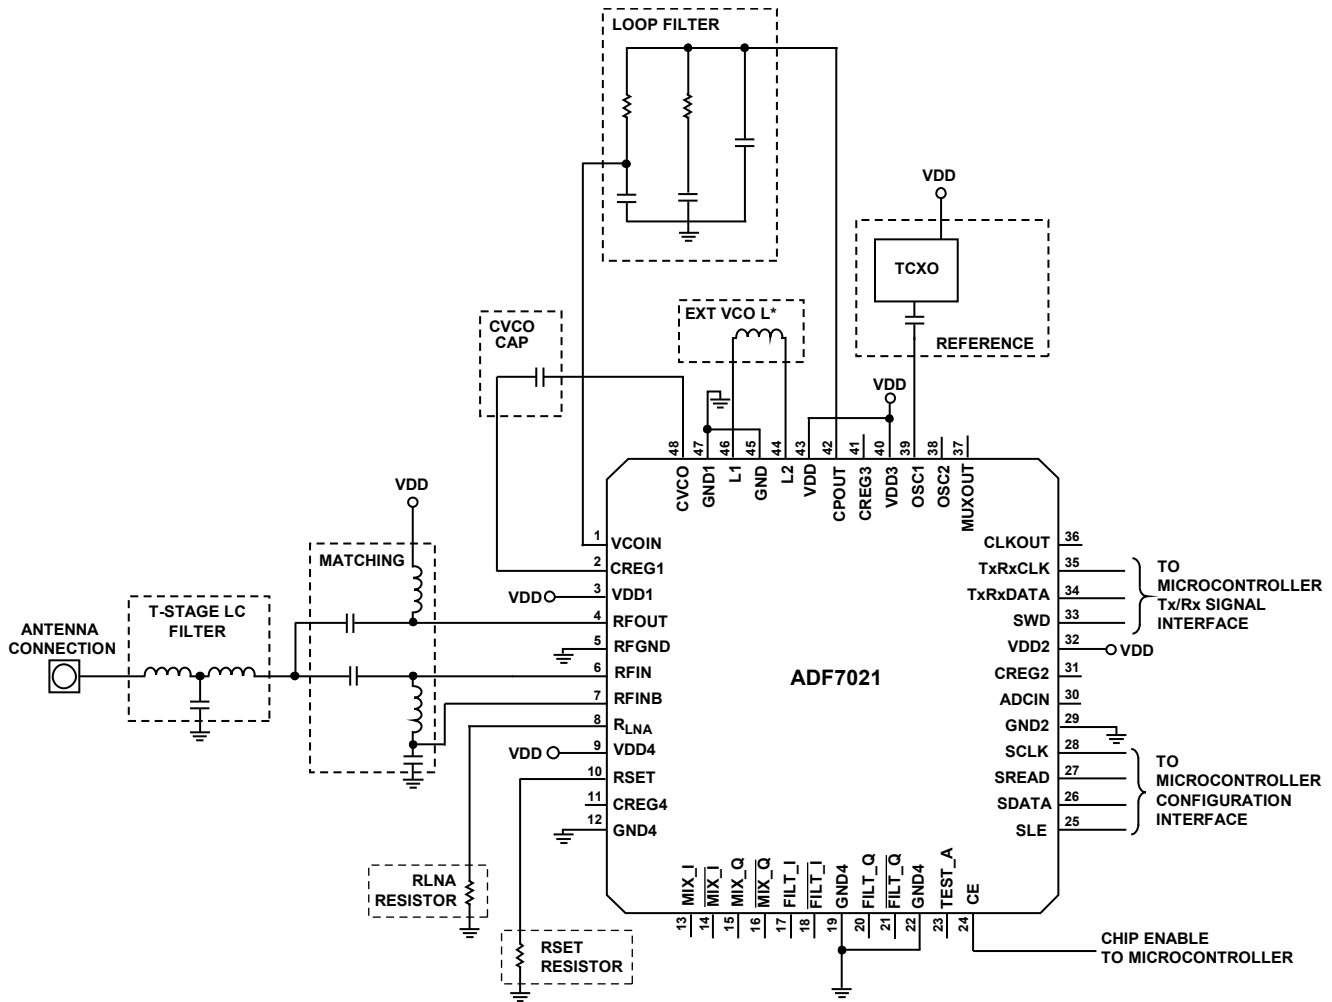 LOOP FILTER
VDD
TCXO
REFERENCE
EXT VCO L*
CVCO
CAP
VDD
48
47
46
45
44
43
42
41
40
39
38
37
CVCO
GND1
L1
GND
L2
VDD
CPOUT
CREG3
VDD3
OSC1
OSC2
MUXOUT
VDD
MATCHING
T-STAGE LC
FILTER
ANTENNA
CONNECTION
1 VCOIN
2 CREG1
VDD 3 VDD1
4 RFOUT
5 RFGND
6 RFIN
7 RFINB
8 RLNA
VDD 9 VDD4
10 RSET
11 CREG4
12 GND4
ADF7021
CLKOUT 36
TxRxCLK 35
TxRxDATA 34
SWD 33
VDD2 32 VDD
CREG2 31
ADCIN 30
GND2 29
SCLK 28
SREAD 27
SDATA 26
SLE 25
TO
MICROCONTROLLER
Tx/Rx SIGNAL
INTERFACE
TO
MICROCONTROLLER
CONFIGURATION
INTERFACE
MIX_I
MIX_I
MIX_Q
MIX_Q
FILT_I
FILT_I
GND4
FILT_Q
FILT_Q
GND4
TEST_A
CE
13
14
15
16
17
18
19
20
21
22
23
24
RLNA
RESISTOR
RSET
RESISTOR
CHIP ENABLE
TO MICROCONTROLLER